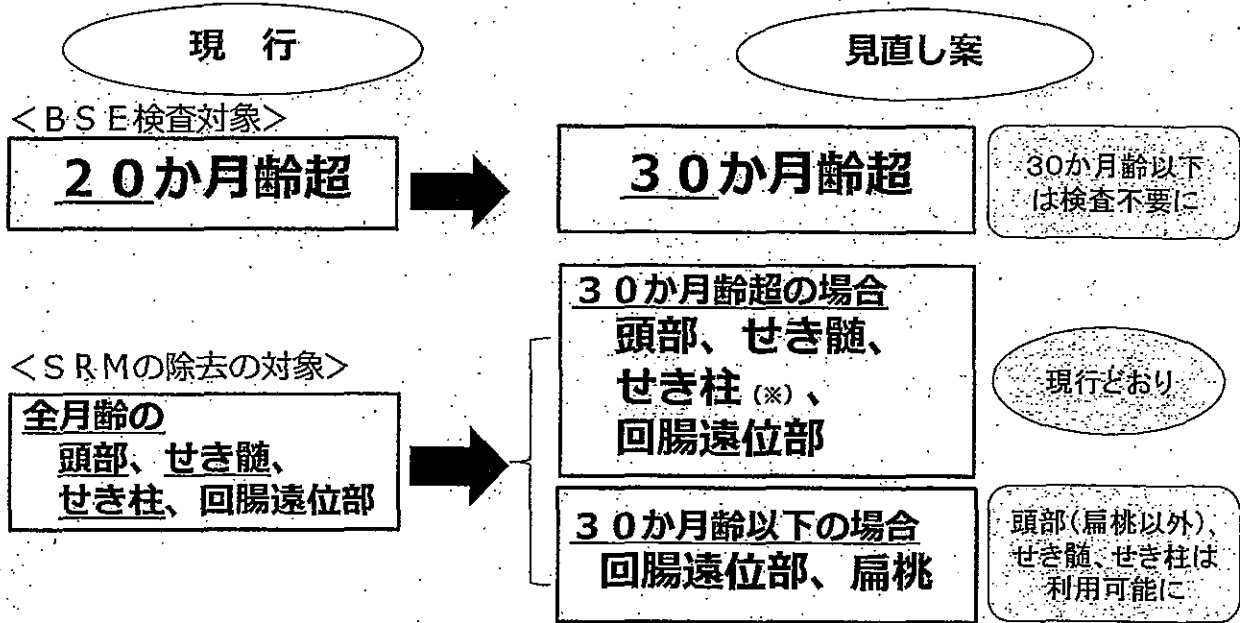 現 行
見直し案
<BSE検査対象>
20か月齢超
30か月齢超
30か月齢以下
は検査不要に
<SRMの除去の対象>
全月齢の
頭部、せき髄、
せき柱、回腸遠位部
30か月齢超の場合
頭部、せき髄、
せき柱(※)、
回腸遠位部
現行どおり
30か月齢以下の場合
回腸遠位部、扁桃
頭部(扁桃以外)、
せき髄、せき柱は
利用可能に